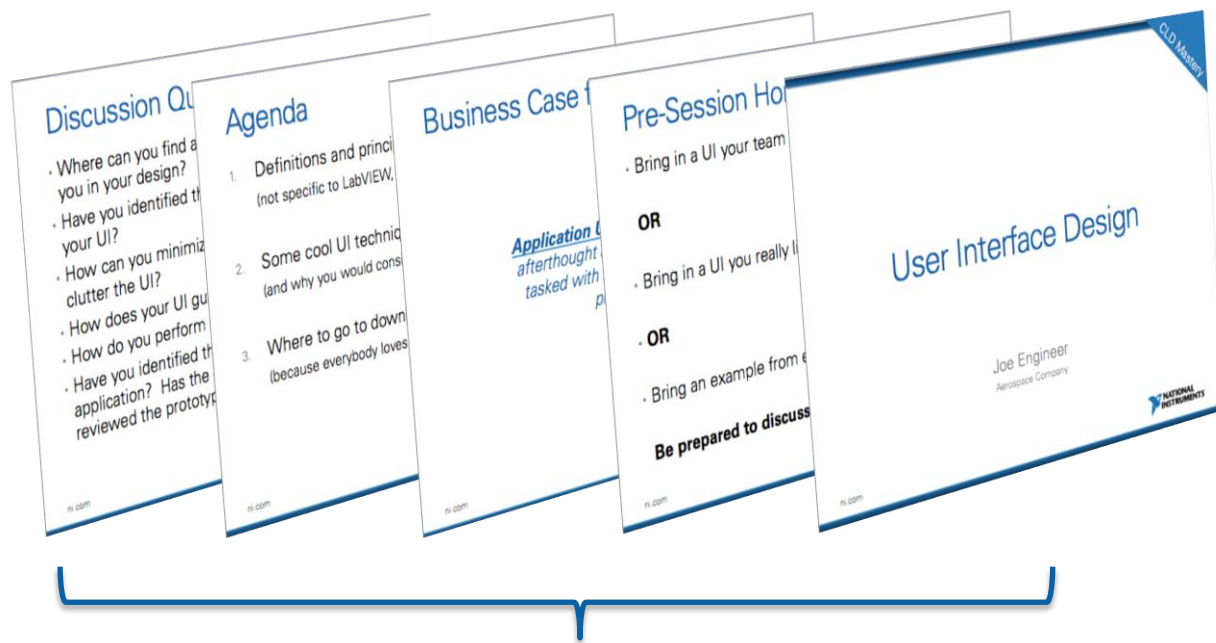 Discussion Qu
· Where can you find a
you in your design?
· Have you identified th
your UI?
· How can you minimiz
clutter the UI?
· How does your UI gu
· How do you perform
· Have you identified th
application? Has the
reviewed the prototyp
ni.com
Agenda
1. Definitions and princi
(not specific to LabVIEW,
2. Some cool UI techniq
(and why you would cons
3. Where to go to down
(because everybody loves
ni.com
Business Case f
Application U
afterthought
tasked with
p
ni.com
Pre-Session Ho
· Bring in a UI your team
OR
· Bring in a UI you really li
· OR
· Bring an example from e
Be prepared to discuss
ni.com
CLD Mastery
User Interface Design
Joe Engineer
Aerospace Company
NATIONAL
INSTRUMENTS
ni.com